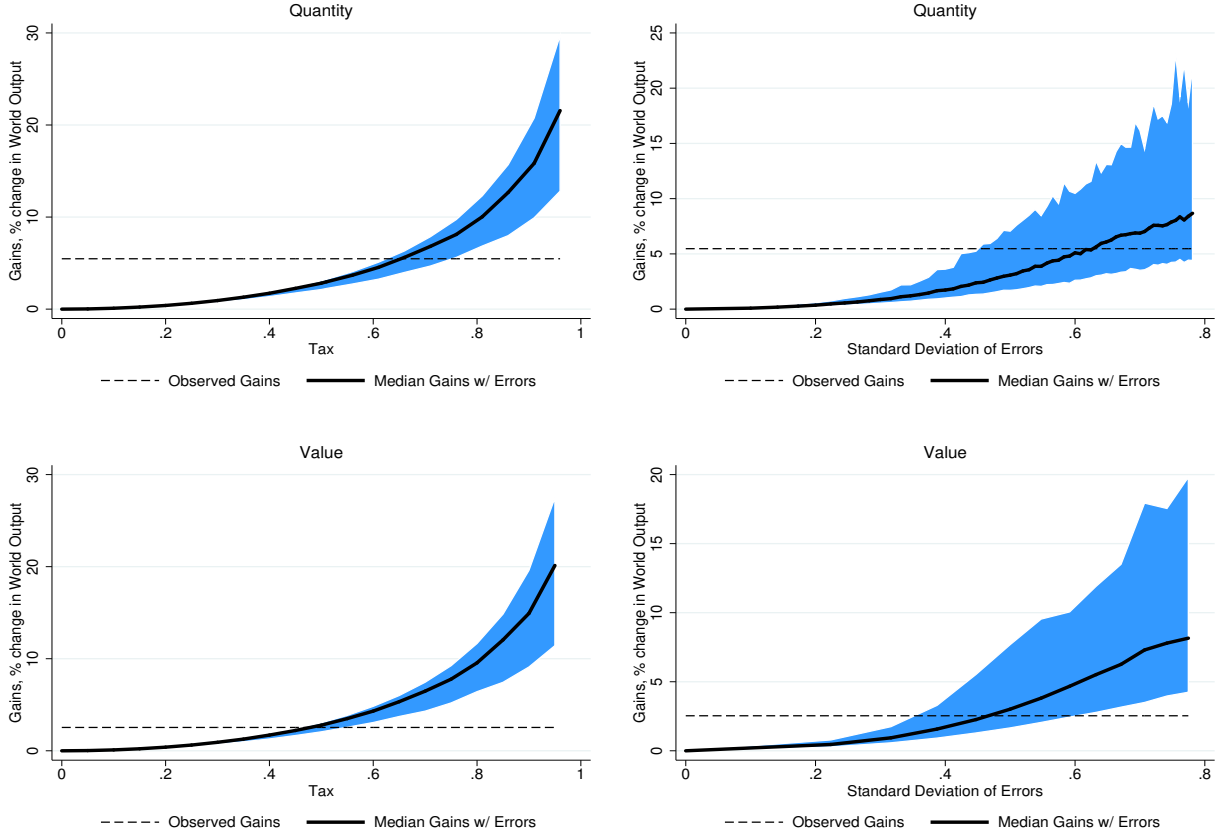 Quantity
Gains, % change in World Output
30
20
10
0
0 .2 .4 .6 .8 1
Tax
Observed Gains Median Gains w/ Errors
Quantity
Gains, % change in World Output
25
20
15
10
5
0
0 .2 .4 .6 .8
Standard Deviation of Errors
Observed Gains Median Gains w/ Errors
Value
Gains, % change in World Output
30
20
10
0
0 .2 .4 .6 .8 1
Tax
Observed Gains Median Gains w/ Errors
Value
Gains, % change in World Output
20
15
10
5
0
0 .2 .4 .6 .8
Standard Deviation of Errors
Observed Gains Median Gains w/ Errors